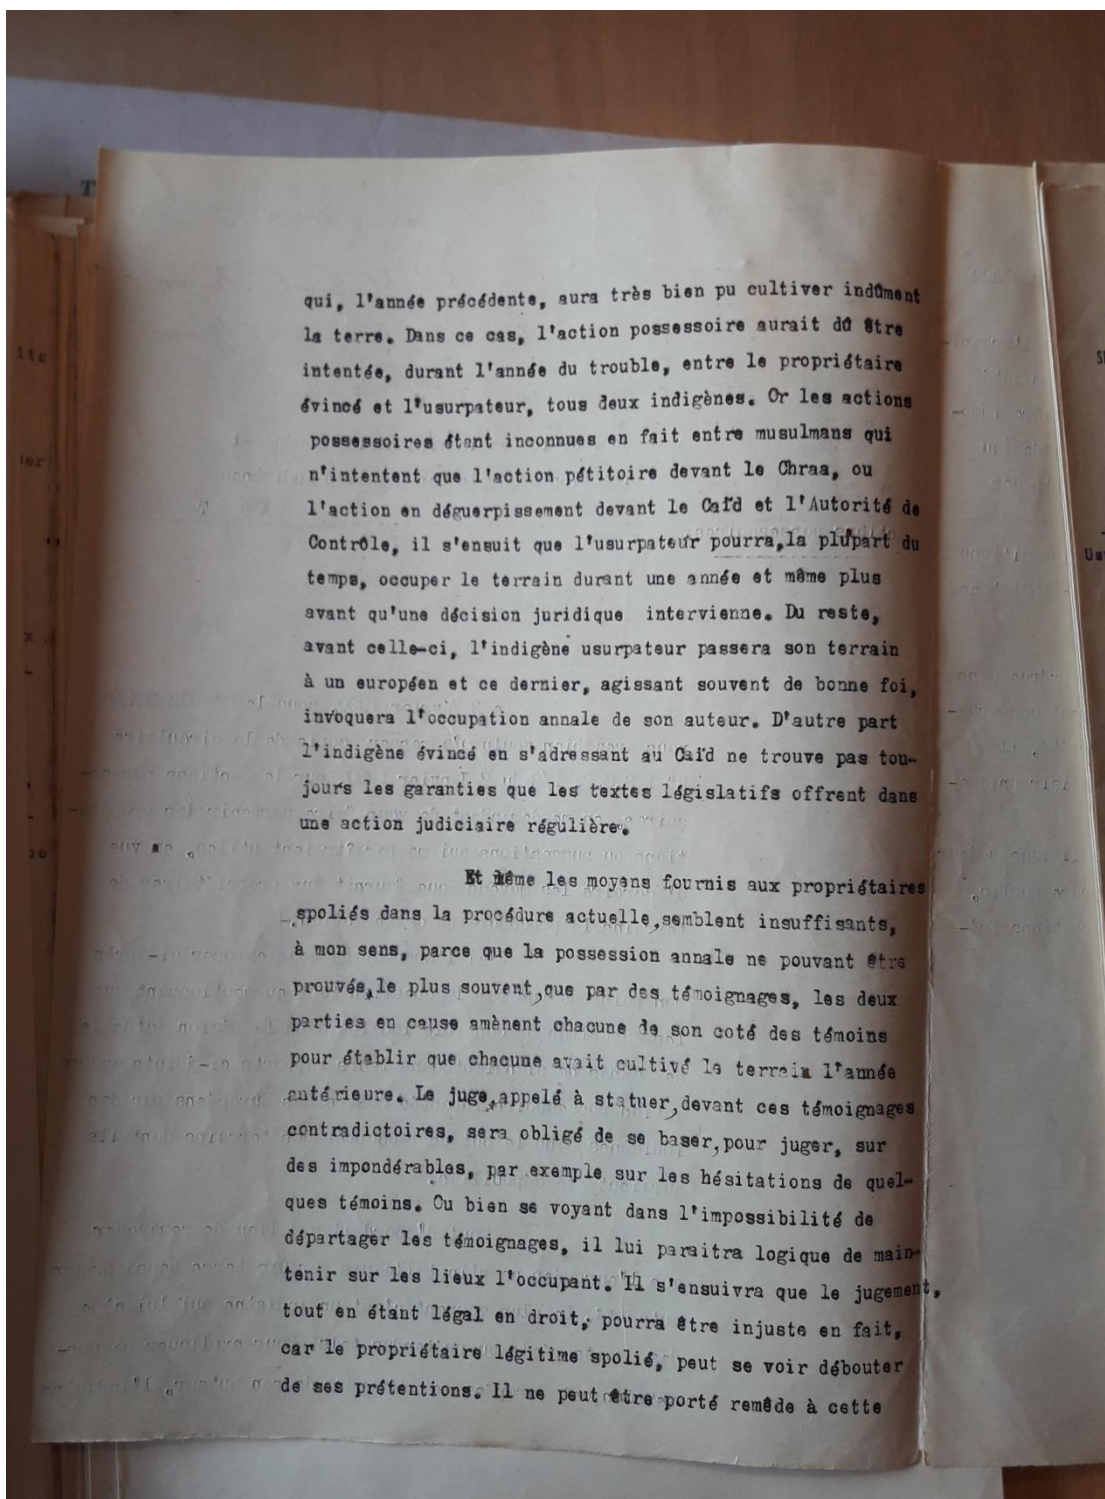 qui, l'année précédente, aura très bien pu cultiver indûment
la terre. Dans ce cas, l'action possessoire aurait dû être
intentée, durant l'année du trouble, entre le propriétaire
évincé et l'usurpateur, tous deux indigènes. Or les actions
possessoires étant inconnues en fait entre musulmans qui
n'intentent que l'action pétitoire devant le Chraa, ou
l'action en déguerpissement devant le Caïd et l'Autorité de
Contrôle, il s'ensuit que l'usurpateur pourra, la plupart du
temps, occuper le terrain durant une année et même plus
avant qu'une décision juridique intervienne. Du reste,
avant celle-ci, l'indigène usurpateur passera son terrain
à un européen et ce dernier, agissant souvent de bonne foi,
invoquera l'occupation annale de son auteur. D'autre part
l'indigène évincé en s'adressant au Caïd ne trouve pas tou-
jours les garanties que les textes législatifs offrent dans
une action judiciaire régulière.
Et même les moyens fournis aux propriétaires
spoliés dans la procédure actuelle, semblent insuffisants,
à mon sens, parce que la possession annale ne pouvant être
prouvée, le plus souvent, que par des témoignages, les deux
parties en cause amènent chacune de son coté des témoins
pour établir que chacune avait cultivé le terrain l'année
antérieure. Le juge, appelé à statuer, devant ces témoignages
contradictoires, sera obligé de se baser, pour juger, sur
des impondérables, par exemple sur les hésitations de quel-
ques témoins. Ou bien se voyant dans l'impossibilité de
départager les témoignages, il lui paraitra logique de main-
tenir sur les lieux l'occupant. Il s'ensuivra que le jugement,
tout en étant légal en droit, pourra être injuste en fait,
car le propriétaire légitime spolié, peut se voir débouter
de ses prétentions. Il ne peut être porté remède à cette